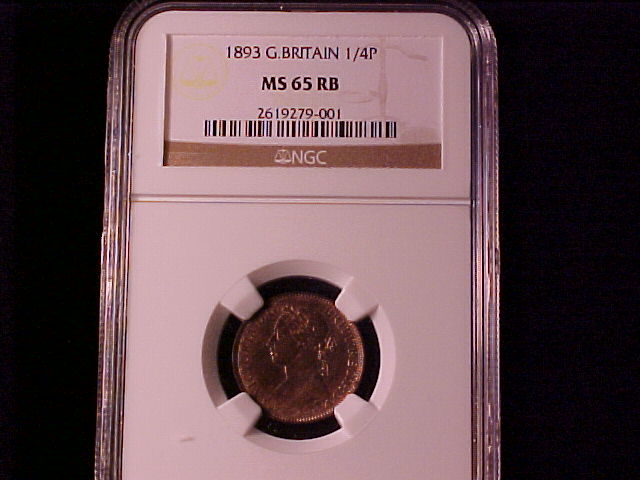 1893 G.BRITAIN 1/4P
MS 65 RB
2619279-001
NGC